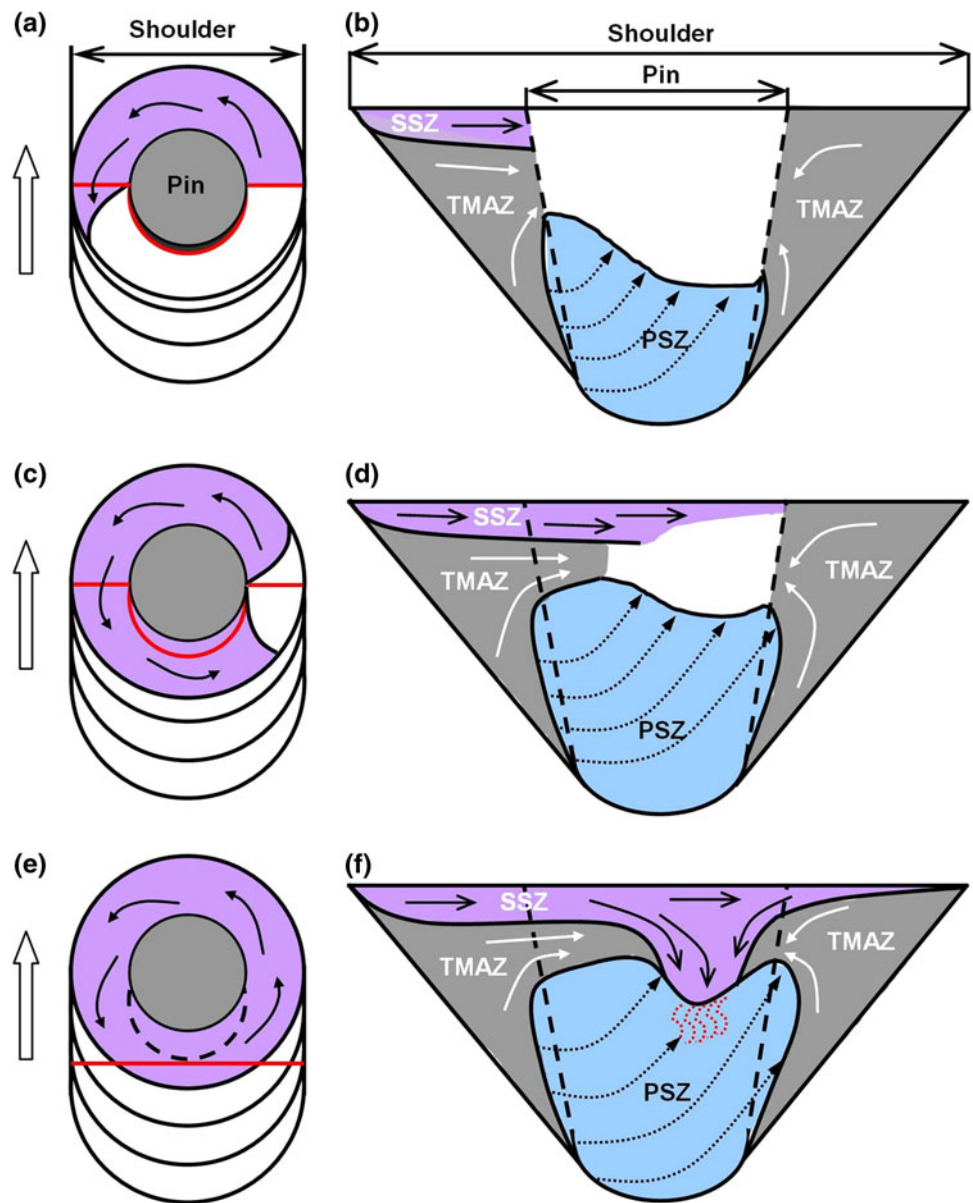 (a)
Shoulder
Pin
(b)
Shoulder
Pin
SSZ
TMAZ
TMAZ
PSZ
(c)
(d)
SSZ
TMAZ
TMAZ
PSZ
(e)
(f)
SSZ
TMAZ
TMAZ
PSZ